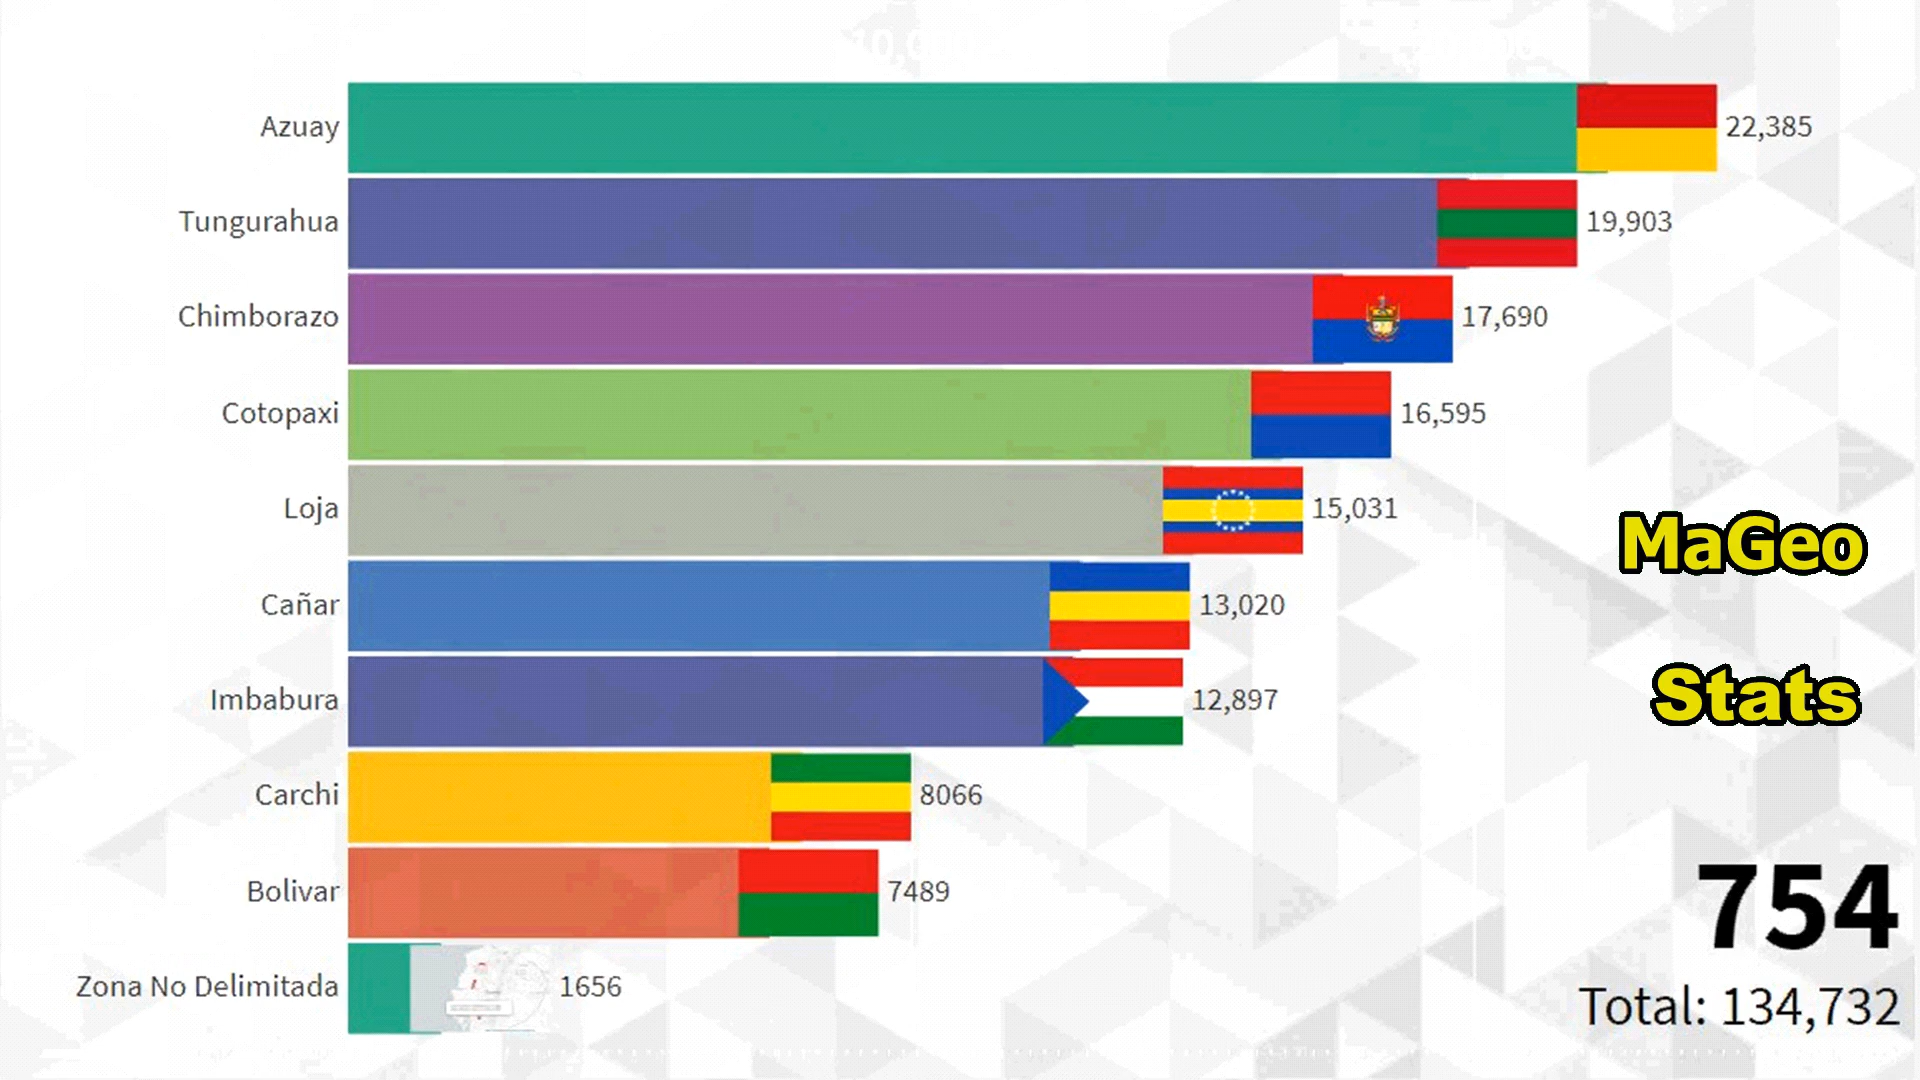 Azuay 22,385
Tungurahua 19,903
Chimborazo 17,690
Cotopaxi 16,595
Loja 15,031
Cañar 13,020
Imbabura 12,897
Carchi 8066
Bolivar 7489
Zona No Delimitada 1656
MaGeo
Stats
754
Total: 134,732